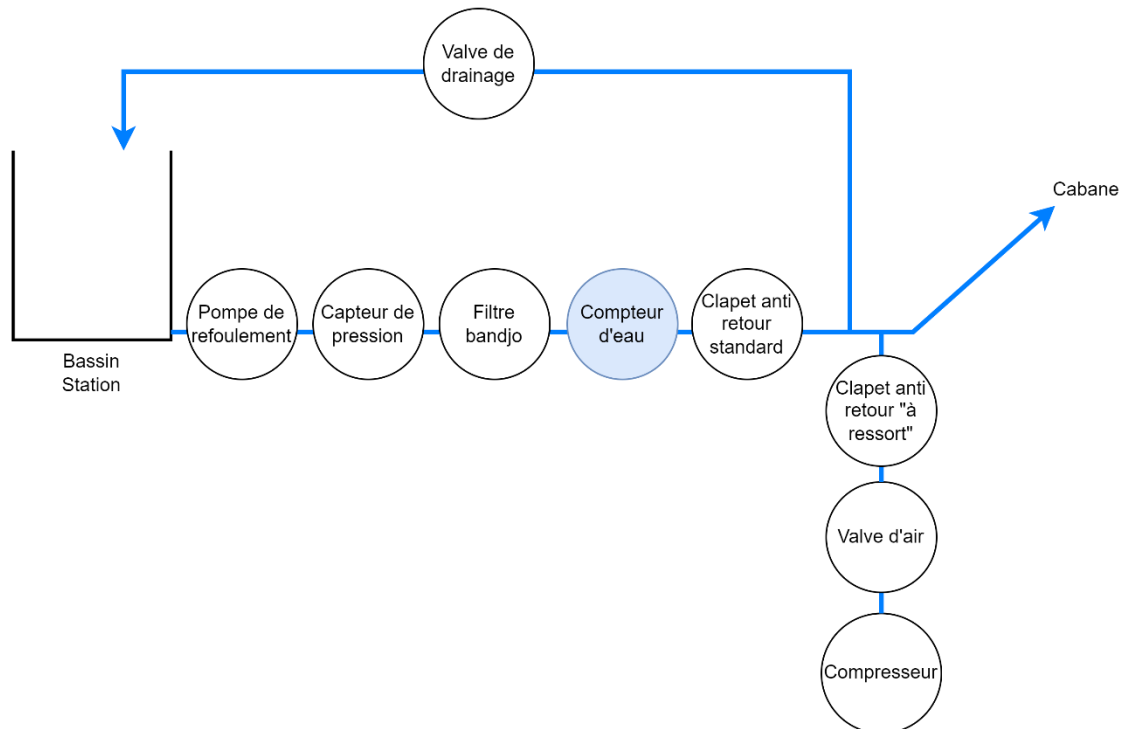 Valve de
drainage
Cabane
Pompe de
refoulement
Capteur de
pression
Filtre
bandjo
Compteur
d'eau
Clapet anti
retour
standard
Bassin
Station
Clapet anti
retour "à
ressort"
Valve d'air
Compresseur